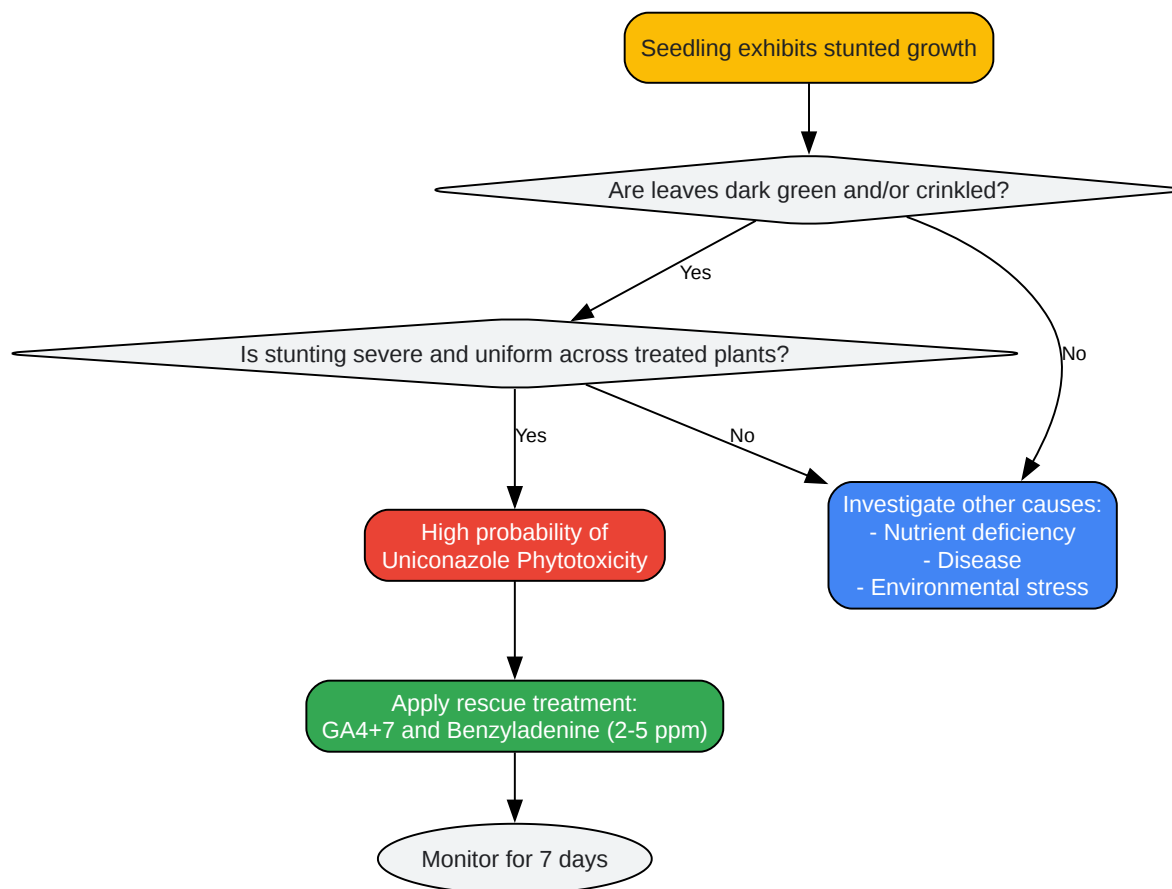 Seedling exhibits stunted growth
Are leaves dark green and/or crinkled?
Yes
No
Is stunting severe and uniform across treated plants?
Yes
No
High probability of
Uniconazole Phytotoxicity
Investigate other causes:
- Nutrient deficiency
- Disease
- Environmental stress
Apply rescue treatment:
GA4+7 and Benzyladenine (2-5 ppm)
Monitor for 7 days